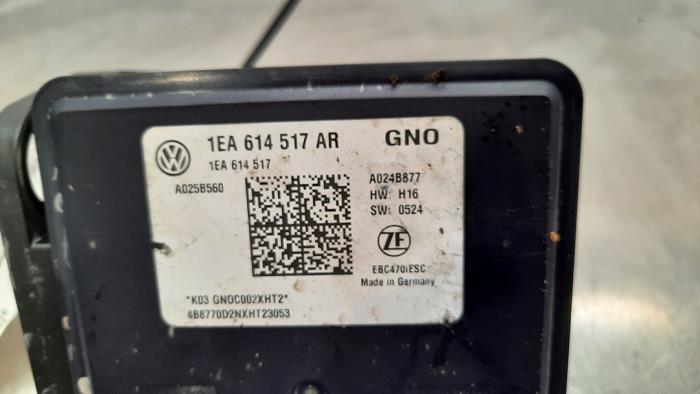 1EA 614 517 AR GNO
1EA 614 517
A025B560
A024B877
HW: H16
SW: 0524
ZF
EBC470IESC
Made in Germany
*K03 GNOC002XHT2*
4B8770D2NXHT23053